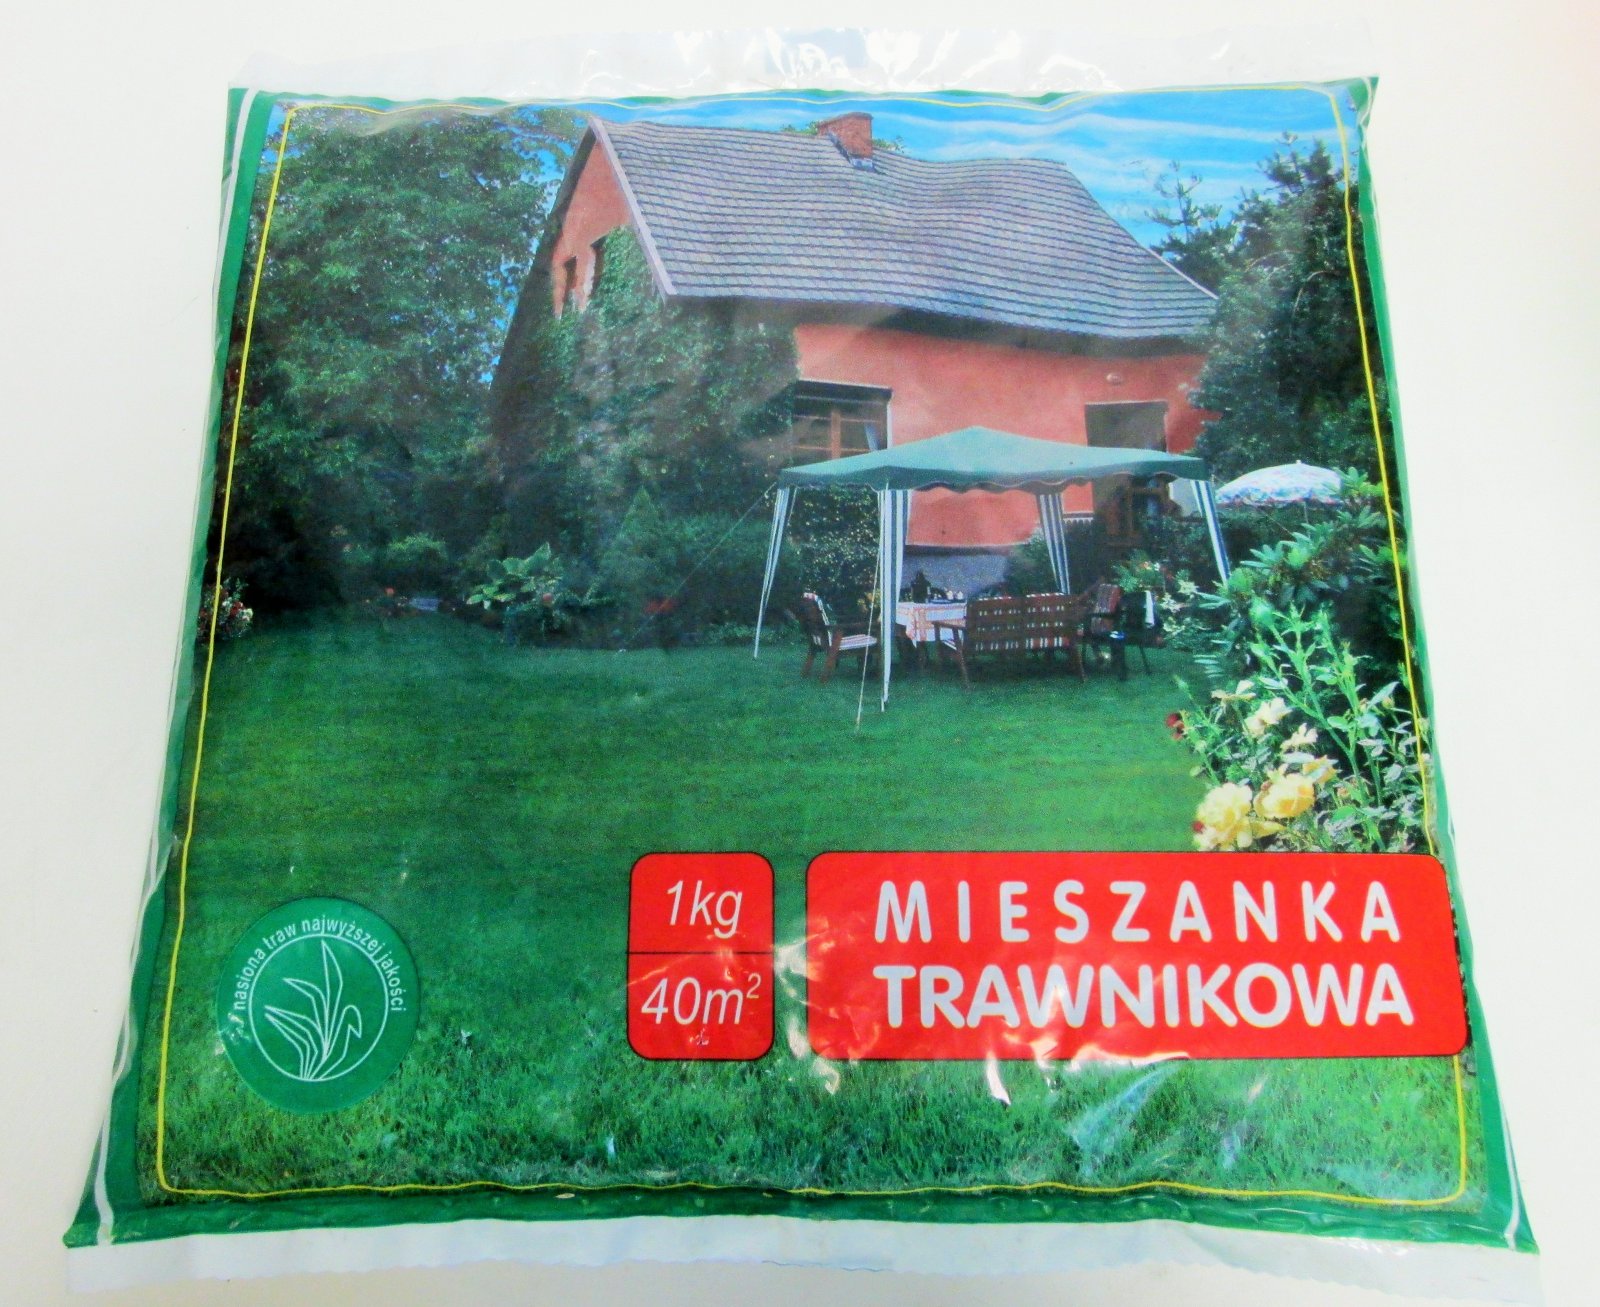 nasiona traw najwyższej jakości
1kg
40m²
MIESZANKA
TRAWNIKOWA